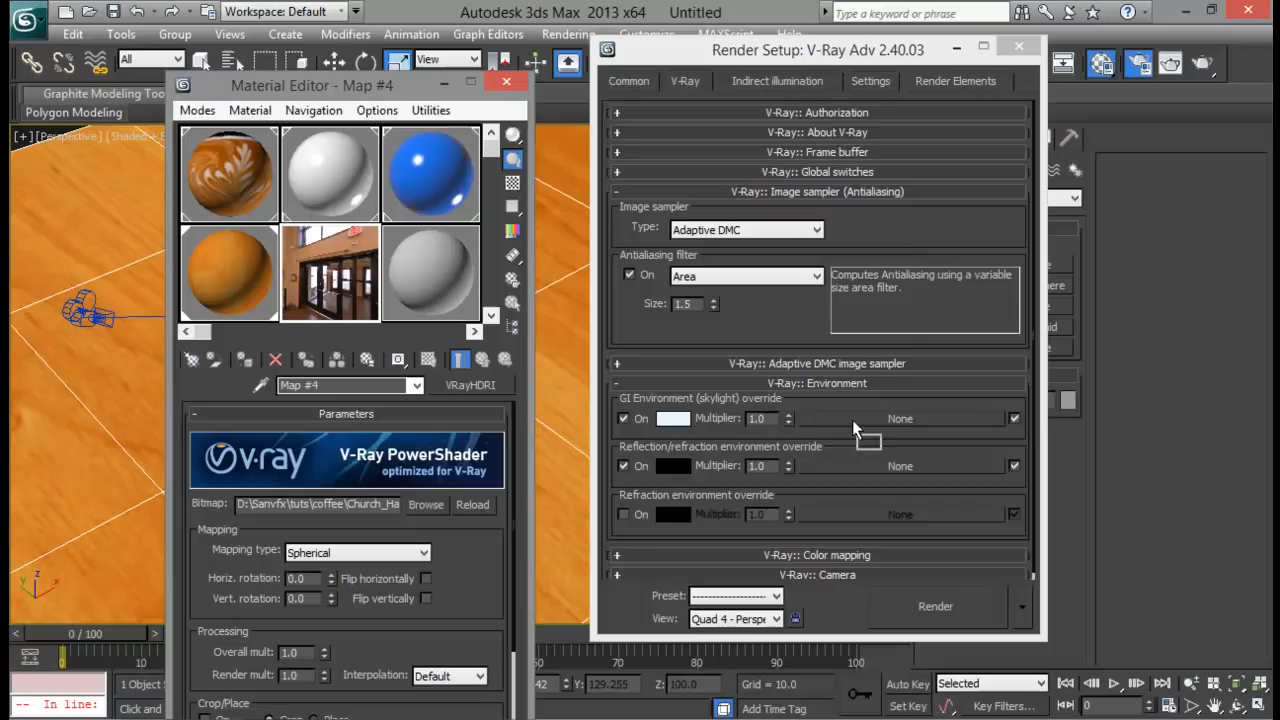 Workspace: Default
Autodesk 3ds Max 2013 x64
Untitled
Type a keyword or phrase
Edit
Tools
Group
Views
Create
Modifiers
Animation
Graph Editors
Rendering
Render Setup: V-Ray Adv 2.40.03
All
View
Material Editor - Map #4
Common
V-Ray
Indirect illumination
Settings
Render Elements
Graphite Modeling Too
Polygon Modeling
Modes
Material
Navigation
Options
Utilities
[+] [Perspective]
V-Ray:: Authorization
V-Ray:: About V-Ray
V-Ray:: Frame buffer
V-Ray:: Global switches
V-Ray:: Image sampler (Antialiasing)
Image sampler
Type:
Adaptive DMC
Antialiasing filter
On
Area
Size:
1.5
Computes Antialiasing using a variable
size area filter.
V-Ray:: Adaptive DMC image sampler
V-Ray:: Environment
GI Environment (skylight) override
On
Multiplier:
1.0
None
Reflection/refraction environment override
On
Multiplier:
1.0
None
Refraction environment override
On
Multiplier:
1.0
None
V-Ray:: Color mapping
V-Ray:: Camera
Preset:
View:
Quad 4 - Perspe
Render
Map #4
VRayHDRI
Parameters
v·ray
V-Ray PowerShader
optimized for V-Ray
Bitmap:
D:\Sanvfx\tuts\coffee\Church_Ha
Browse
Reload
Mapping
Mapping type:
Spherical
Horiz. rotation:
0.0
Flip horizontally
Vert. rotation:
0.0
Flip vertically
Processing
Overall mult:
1.0
Render mult:
1.0
Interpolation:
Default
Crop/Place
z
y
x
0 / 100
0
10
70
80
90
100
1 Object
Click and
-- In line:
42
Y:
129.255
Z:
100.0
Grid = 10.0
Add Time Tag
Auto Key
Selected
Set Key
Key Filters...
0